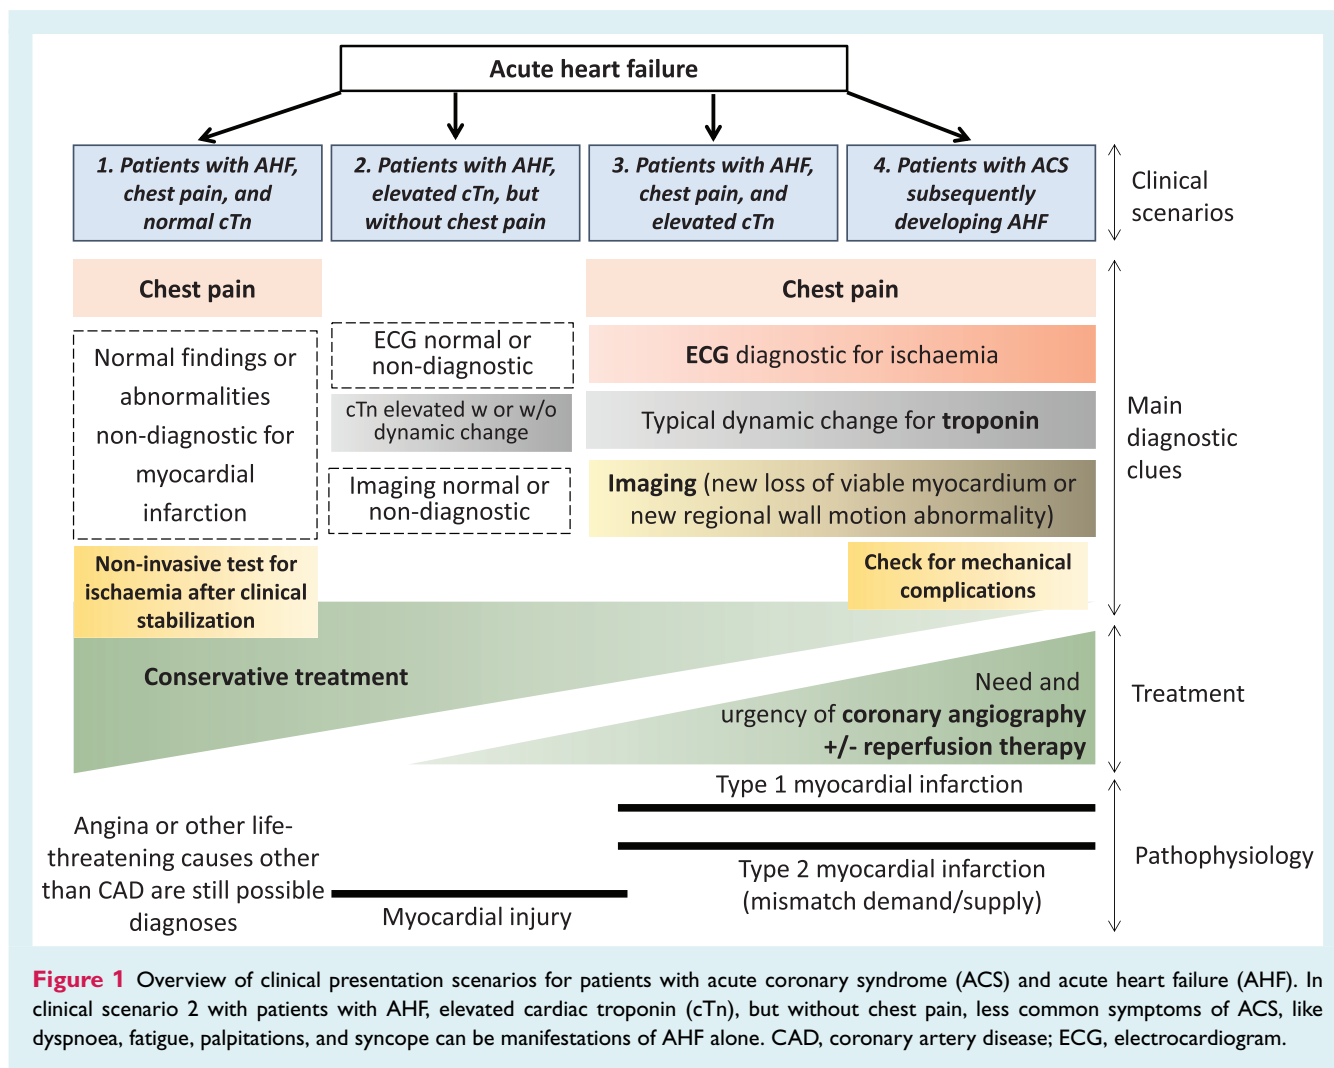 Acute heart failure
1. Patients with AHF,
chest pain, and
normal cTn
2. Patients with AHF,
elevated cTn, but
without chest pain
3. Patients with AHF,
chest pain, and
elevated cTn
4. Patients with ACS
subsequently
developing AHF
Clinical
scenarios
Chest pain
Chest pain
Normal findings or
abnormalities
non-diagnostic for
myocardial
infarction
ECG normal or
non-diagnostic
cTn elevated w or w/o
dynamic change
Imaging normal or
non-diagnostic
ECG diagnostic for ischaemia
Typical dynamic change for troponin
Imaging (new loss of viable myocardium or
new regional wall motion abnormality)
Main
diagnostic
clues
Non-invasive test for
ischaemia after clinical
stabilization
Check for mechanical
complications
Conservative treatment
Need and
urgency of coronary angiography
+/- reperfusion therapy
Treatment
Type 1 myocardial infarction
Angina or other life-
threatening causes other
than CAD are still possible
diagnoses
Myocardial injury
Type 2 myocardial infarction
(mismatch demand/supply)
Pathophysiology
Figure 1 Overview of clinical presentation scenarios for patients with acute coronary syndrome (ACS) and acute heart failure (AHF). In
clinical scenario 2 with patients with AHF, elevated cardiac troponin (cTn), but without chest pain, less common symptoms of ACS, like
dyspnoea, fatigue, palpitations, and syncope can be manifestations of AHF alone. CAD, coronary artery disease; ECG, electrocardiogram.